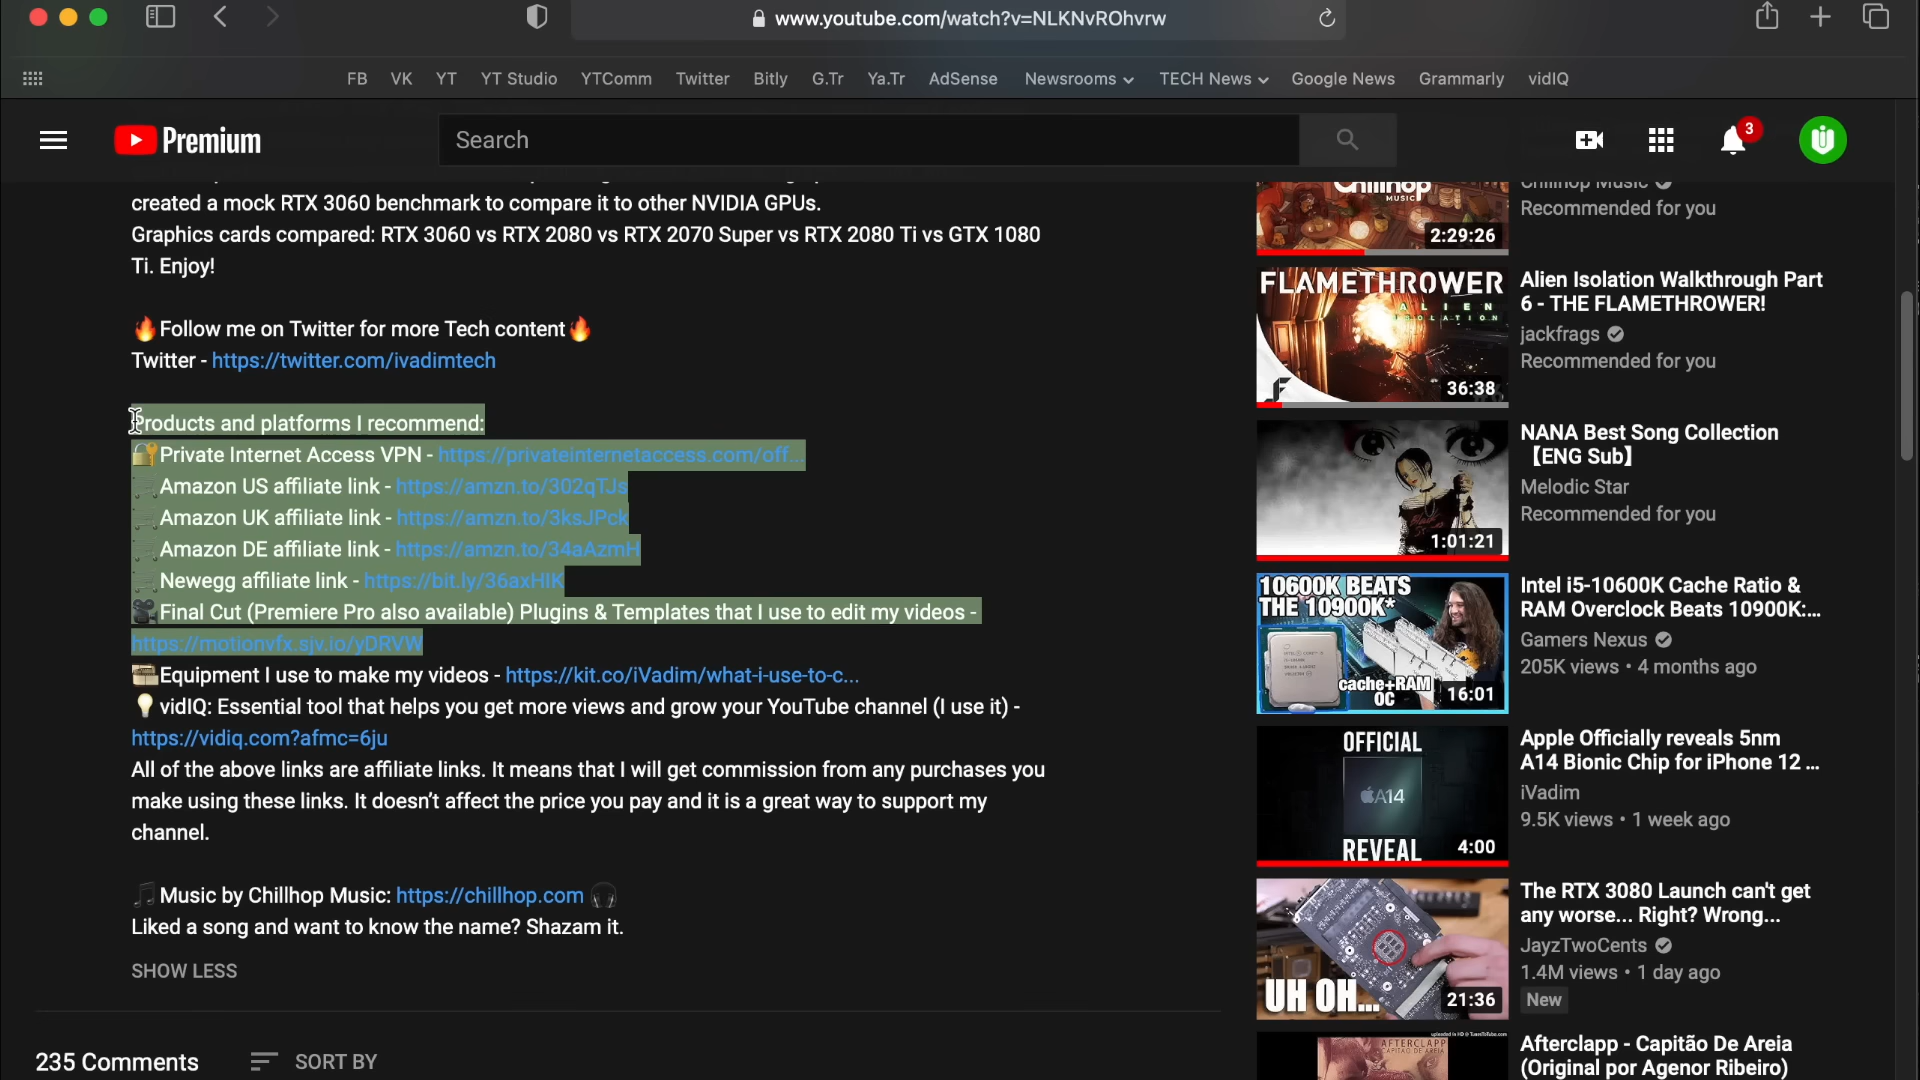 www.youtube.com/watch?v=NLKNvROhvrw
FB VK YT YT Studio YTComm Twitter Bitly G.Tr Ya.Tr AdSense Newsrooms TECH News Google News Grammarly vidIQ
Premium
Search
3
created a mock RTX 3060 benchmark to compare it to other NVIDIA GPUs.
Graphics cards compared: RTX 3060 vs RTX 2080 vs RTX 2070 Super vs RTX 2080 Ti vs GTX 1080
Ti. Enjoy!
🔥Follow me on Twitter for more Tech content🔥
Twitter - https://twitter.com/ivadimtech
Products and platforms I recommend:
🔐Private Internet Access VPN - https://privateinternetaccess.com/off...
🛒Amazon US affiliate link - https://amzn.to/302qTJs
🛒Amazon UK affiliate link - https://amzn.to/3ksJPck
🛒Amazon DE affiliate link - https://amzn.to/34aAzmH
🛒Newegg affiliate link - https://bit.ly/36axHIK
🎥Final Cut (Premiere Pro also available) Plugins & Templates that I use to edit my videos -
https://motionvfx.sjv.io/yDRVW
Equipment I use to make my videos - https://kit.co/iVadim/what-i-use-to-c...
💡vidIQ: Essential tool that helps you get more views and grow your YouTube channel (I use it) -
https://vidiq.com?afmc=6ju
All of the above links are affiliate links. It means that I will get commission from any purchases you
make using these links. It doesn't affect the price you pay and it is a great way to support my
channel.
🎵Music by Chillhop Music: https://chillhop.com 🎧
Liked a song and want to know the name? Shazam it.
SHOW LESS
235 Comments
SORT BY
Chillhop
MUSIC
2:29:26
Chillhop Music
Recommended for you
FLAMETHROWER
ALIEN
ISOLATION
36:38
Alien Isolation Walkthrough Part
6 - THE FLAMETHROWER!
jackfrags
Recommended for you
1:01:21
NANA Best Song Collection
【ENG Sub】
Melodic Star
Recommended for you
10600K BEATS
THE 10900K*
cache+RAM
OC
16:01
Intel i5-10600K Cache Ratio &
RAM Overclock Beats 10900K:...
Gamers Nexus
205K views • 4 months ago
OFFICIAL
A14
REVEAL
4:00
Apple Officially reveals 5nm
A14 Bionic Chip for iPhone 12 ...
iVadim
9.5K views • 1 week ago
UH OH...
21:36
The RTX 3080 Launch can't get
any worse... Right? Wrong...
JayzTwoCents
1.4M views • 1 day ago
New
AFTERCLAPP
CAPITÃO DE AREIA
Afterclapp - Capitão De Areia
(Original por Agenor Ribeiro)